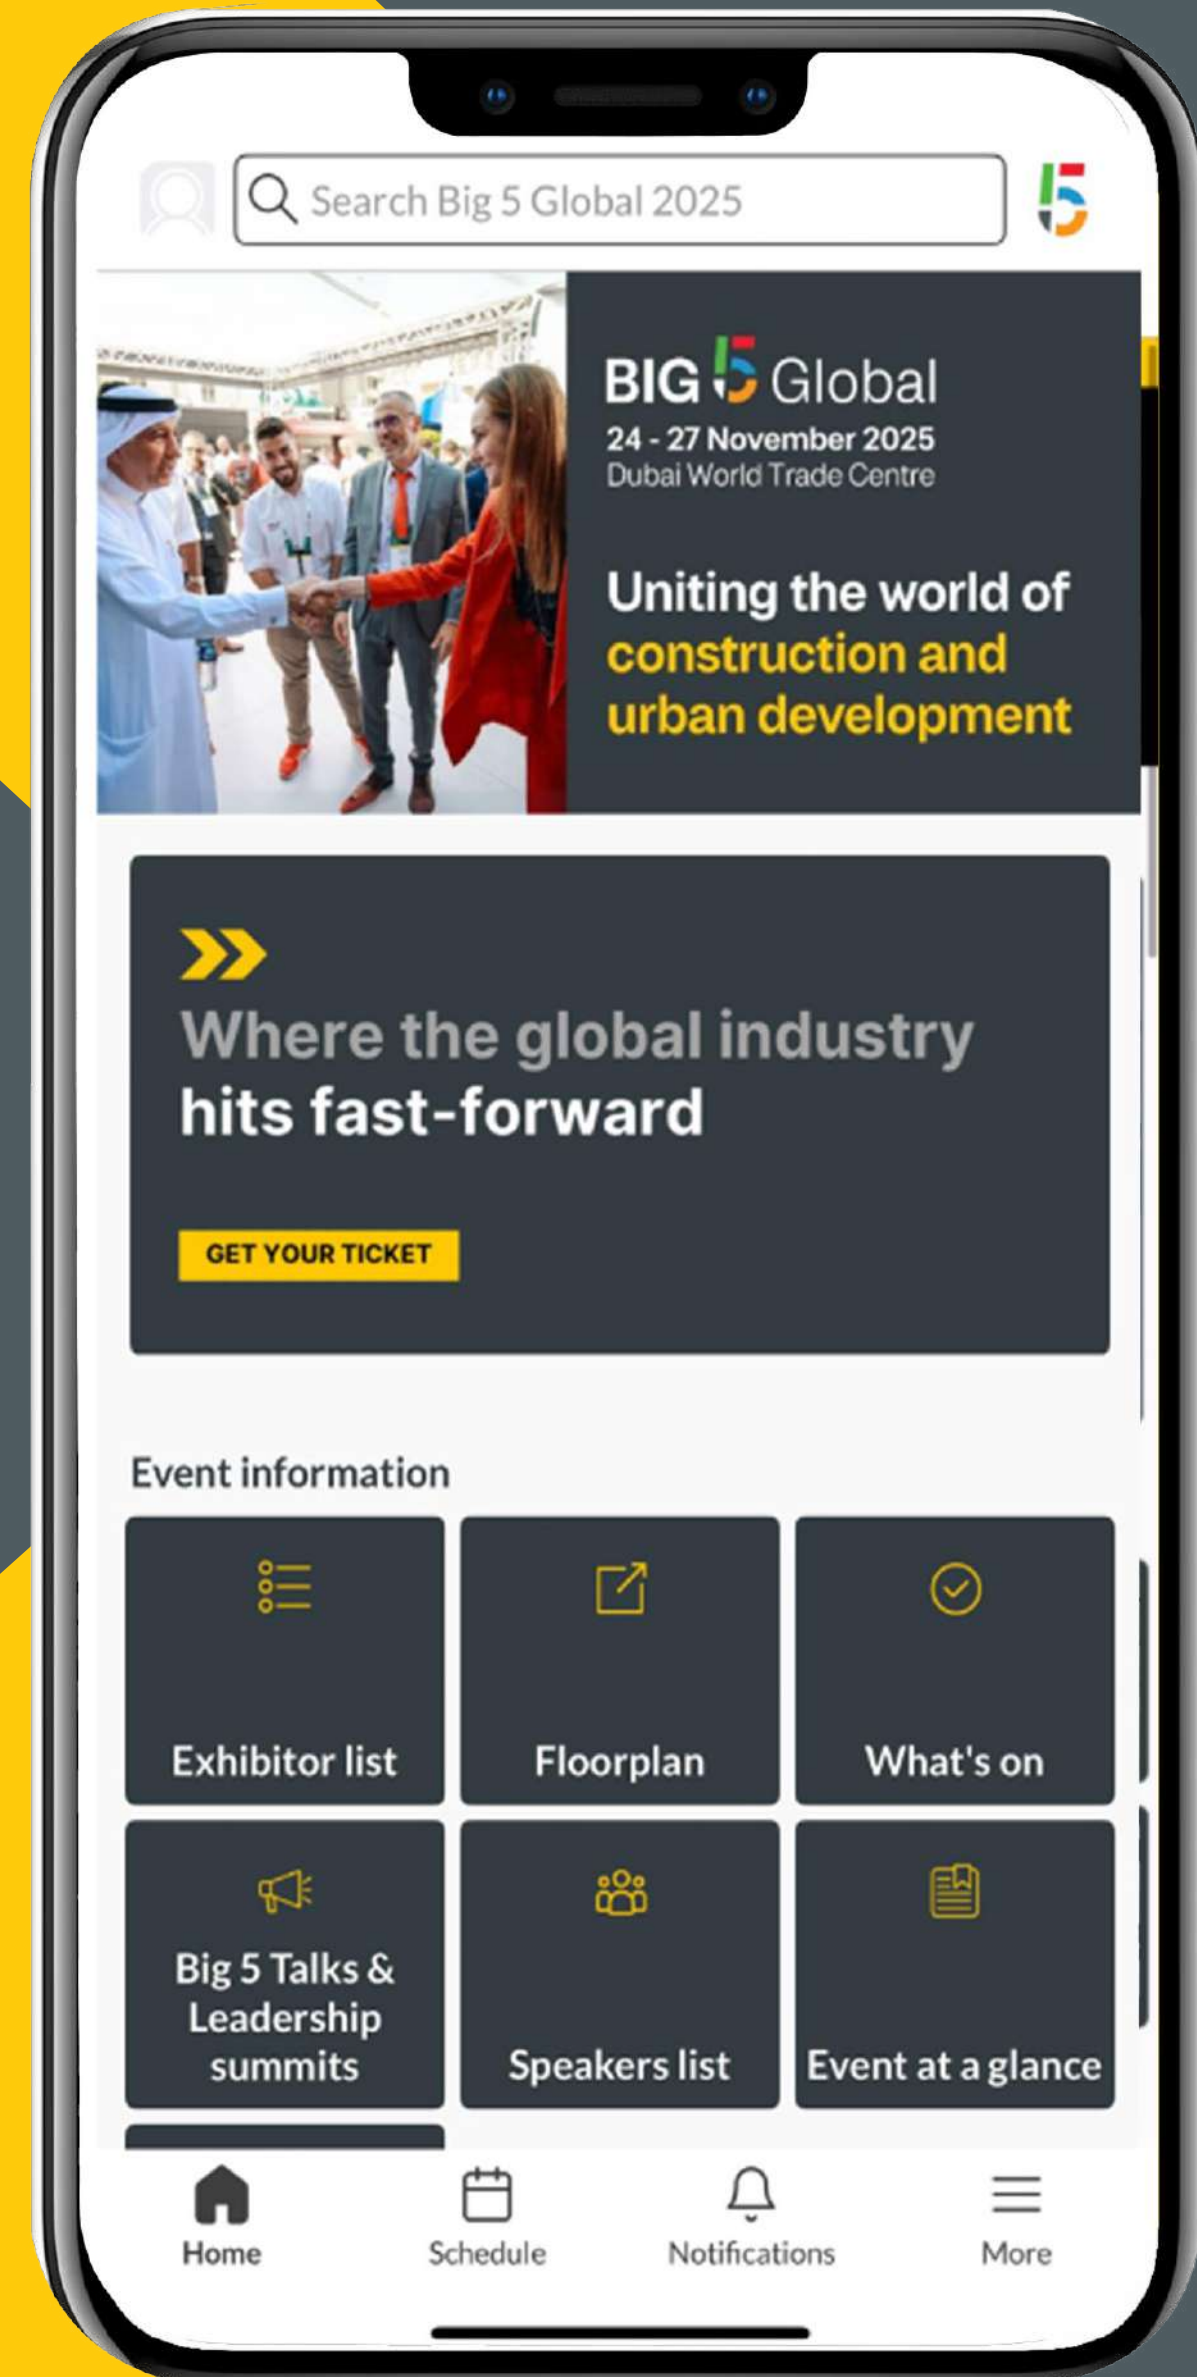 Search Big 5 Global 2025
BIG 5 Global
24 - 27 November 2025
Dubai World Trade Centre
Uniting the world of
construction and
urban development
Where the global industry
hits fast-forward
GET YOUR TICKET
Event information
Exhibitor list
Floorplan
What's on
Big 5 Talks &
Leadership
summits
Speakers list
Event at a glance
Home
Schedule
Notifications
More